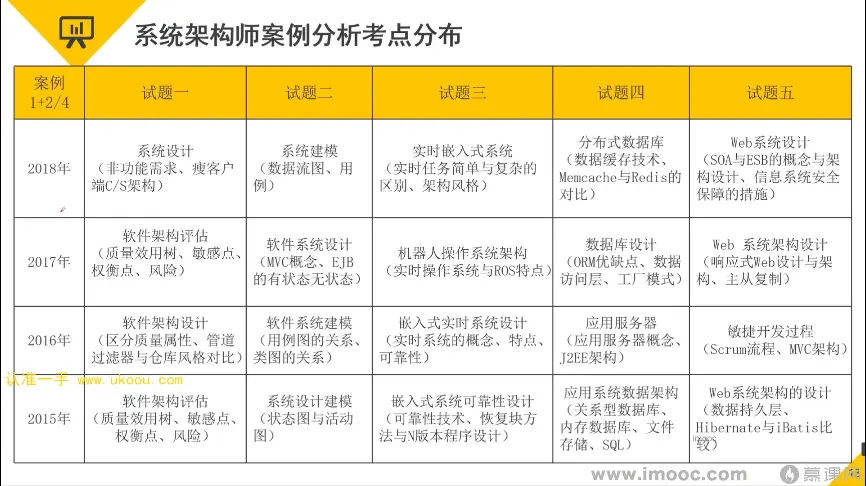 系统架构师案例分析考点分布
案例
1+2/4
试题一
试题二
试题三
试题四
试题五
2018年
系统设计
（非功能需求、瘦客户
端C/S架构）
系统建模
（数据流图、用
例）
实时嵌入式系统
（实时任务简单与复杂的
区别、架构风格）
分布式数据库
（数据缓存技术、
Memcache与Redis的
对比）
Web系统设计
（SOA与ESB的概念与架
构设计、信息系统安全
保障的措施）
2017年
软件架构评估
（质量效用树、敏感点、
权衡点、风险）
软件系统设计
（MVC概念、EJB
的有状态无状态）
机器人操作系统架构
（实时操作系统与ROS特点）
数据库设计
（ORM优缺点、数据
访问层、工厂模式）
Web 系统架构设计
（响应式Web设计与架
构、主从复制）
2016年
软件架构设计
（区分质量属性、管道
过滤器与仓库风格对比）
软件系统建模
（用例图的关系、
类图的关系）
嵌入式实时系统设计
（实时系统的概念、特点、
可靠性）
应用服务器
（应用服务器概念、
J2EE架构）
敏捷开发过程
（Scrum流程、MVC架构）
认准一手 www.ukoou.com
2015年
软件架构评估
（质量效用树、敏感点、
权衡点、风险）
系统设计建模
（状态图与活动
图）
嵌入式系统可靠性设计
（可靠性技术、恢复块方
法与N版本程序设计）
应用系统数据架构
（关系型数据库、
内存数据库、文件
存储、SQL）
Web系统架构的设计
（数据持久层、
Hibernate与iBatis比
较）
imooc
www.imooc.com
慕课